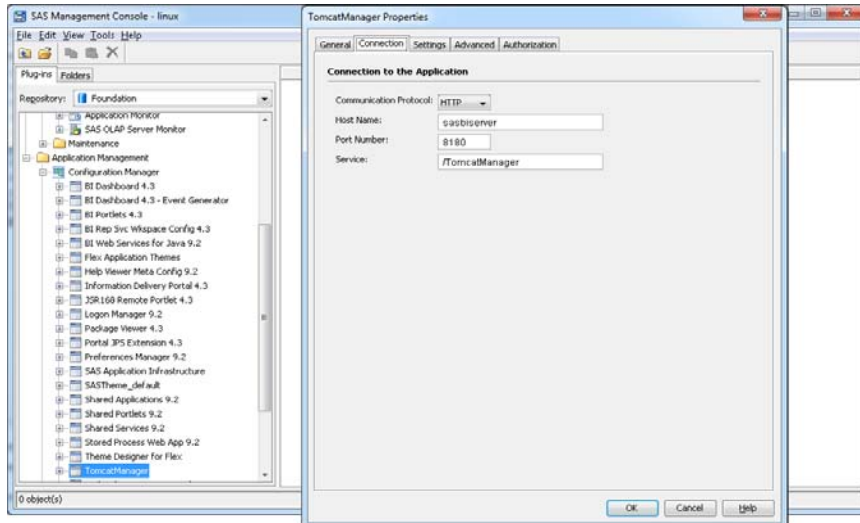 SAS Management Console - linux
File Edit View Tools Help
Plug-ins Folders
Repository: Foundation
Application Monitor
SAS OLAP Server Monitor
Maintenance
Application Management
Configuration Manager
BI Dashboard 4.3
BI Dashboard 4.3 - Event Generator
BI Portlets 4.3
BI Rep Svc Wkspace Config 4.3
BI Web Services for Java 9.2
Flex Application Themes
Help Viewer Meta Config 9.2
Information Delivery Portal 4.3
JSR168 Remote Portlet 4.3
Logon Manager 9.2
Package Viewer 4.3
Portal JPS Extension 4.3
Preferences Manager 9.2
SAS Application Infrastructure
SASTheme_default
Shared Applications 9.2
Shared Portlets 9.2
Shared Services 9.2
Stored Process Web App 9.2
Theme Designer for Flex
TomcatManager
0 object(s)
TomcatManager Properties
General Connection Settings Advanced Authorization
Connection to the Application
Communication Protocol: HTTP
Host Name: sasbiserver
Port Number: 8180
Service: /TomcatManager
OK Cancel Help